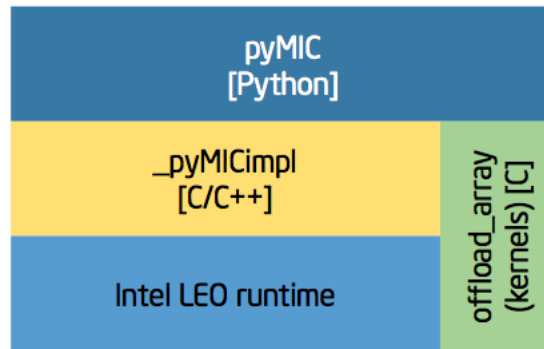 pyMIC
[Python]
_pyMICimpl
[C/C++]
Intel LEO runtime
offload_array
(kernels) [C]